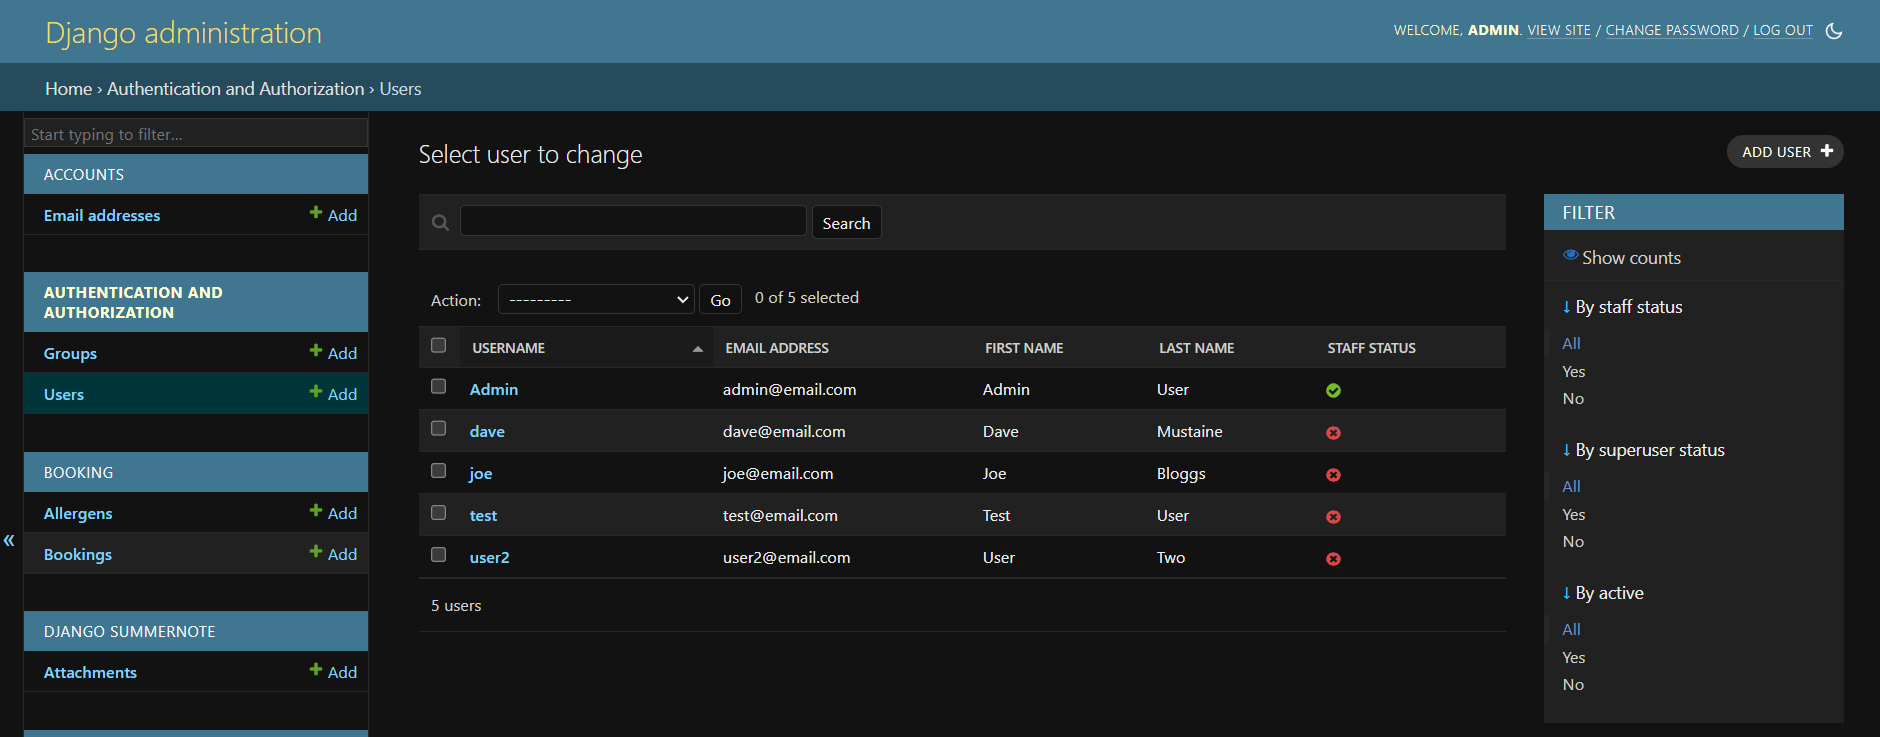 Django administration
WELCOME, ADMIN. VIEW SITE / CHANGE PASSWORD / LOG OUT
Home › Authentication and Authorization › Users
Start typing to filter...
ACCOUNTS
Email addresses + Add
AUTHENTICATION AND
AUTHORIZATION
Groups + Add
Users + Add
BOOKING
Allergens + Add
Bookings + Add
DJANGO SUMMERNOTE
Attachments + Add
«
Select user to change
ADD USER +
Search
Action: --------- Go 0 of 5 selected
USERNAME EMAIL ADDRESS FIRST NAME LAST NAME STAFF STATUS
Admin admin@email.com Admin User
dave dave@email.com Dave Mustaine
joe joe@email.com Joe Bloggs
test test@email.com Test User
user2 user2@email.com User Two
5 users
FILTER
Show counts
↓ By staff status
All
Yes
No
↓ By superuser status
All
Yes
No
↓ By active
All
Yes
No